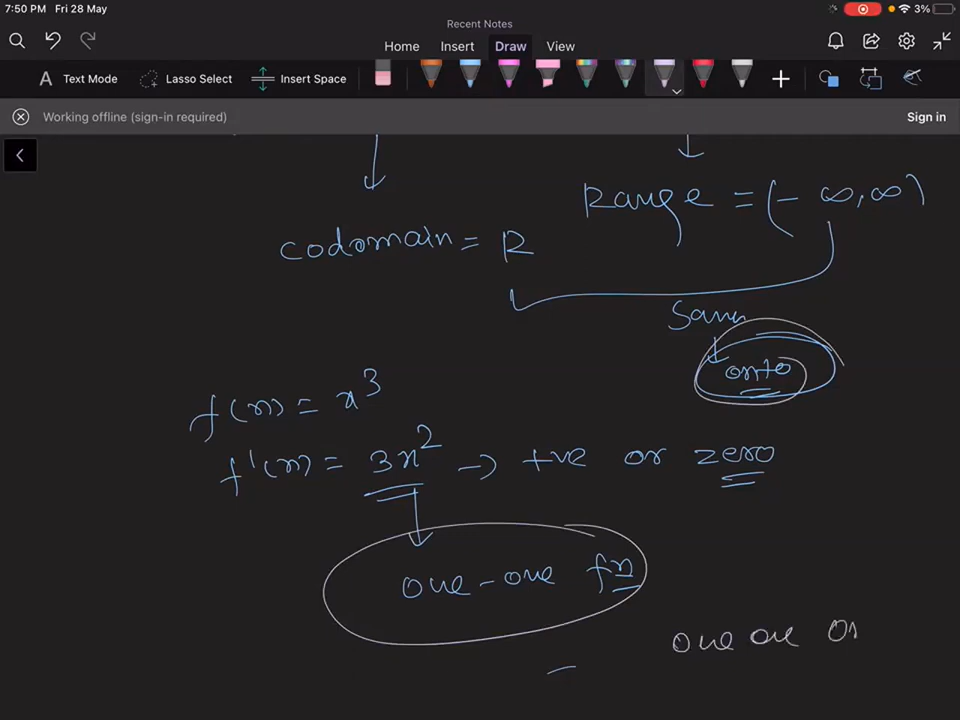 7:50 PM Fri 28 May
3%
Recent Notes
Home Insert Draw View
Text Mode Lasso Select Insert Space
Working offline (sign-in required) Sign in
Range = (-∞,∞)
codomain = R
Sam
onto
f(x) = x³
f'(x) = 3x² → +ve or zero
one-one fn
one one on